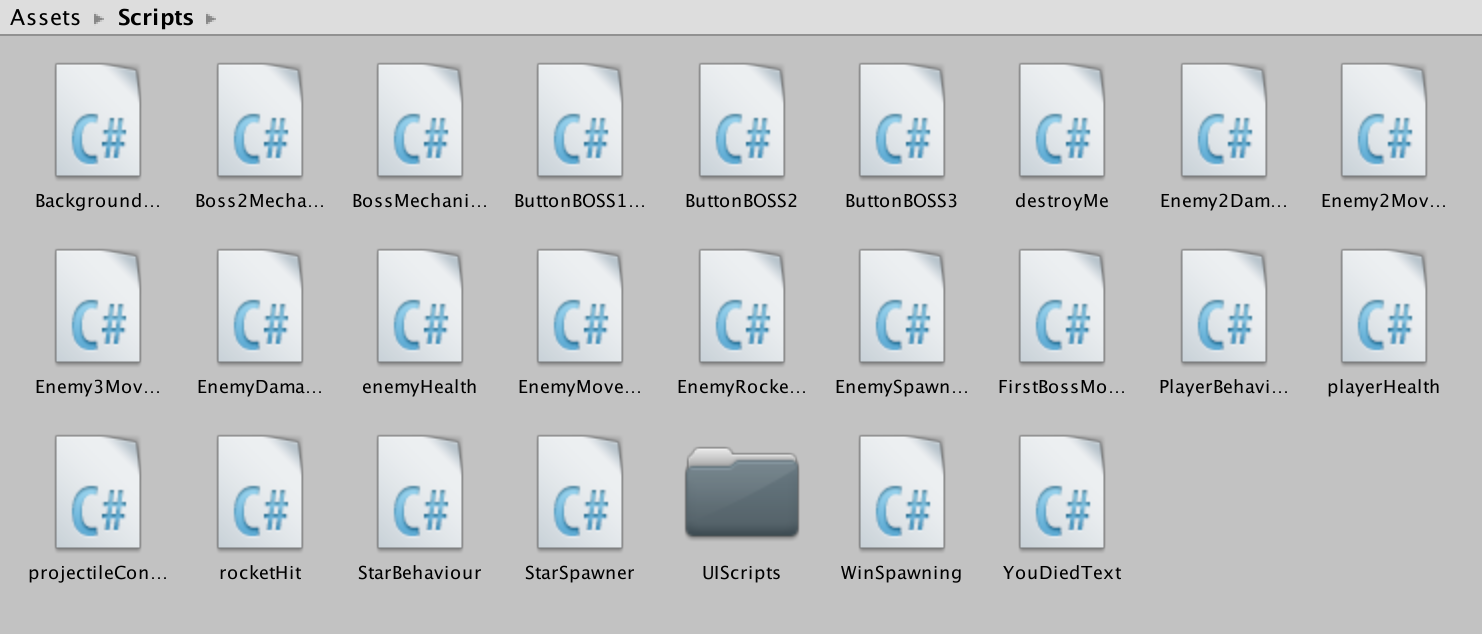 Assets Scripts
C# C# C# C# C# C# C# C# C#
Background... Boss2Mecha... BossMechani... ButtonBOSS1... ButtonBOSS2 ButtonBOSS3 destroyMe Enemy2Dam... Enemy2Mov...
C# C# C# C# C# C# C# C# C#
Enemy3Mov... EnemyDama... enemyHealth EnemyMove... EnemyRocke... EnemySpawn... FirstBossMo... PlayerBehavi... playerHealth
C# C# C# C# C# C#
projectileCon... rocketHit StarBehaviour StarSpawner UIScripts WinSpawning YouDiedText